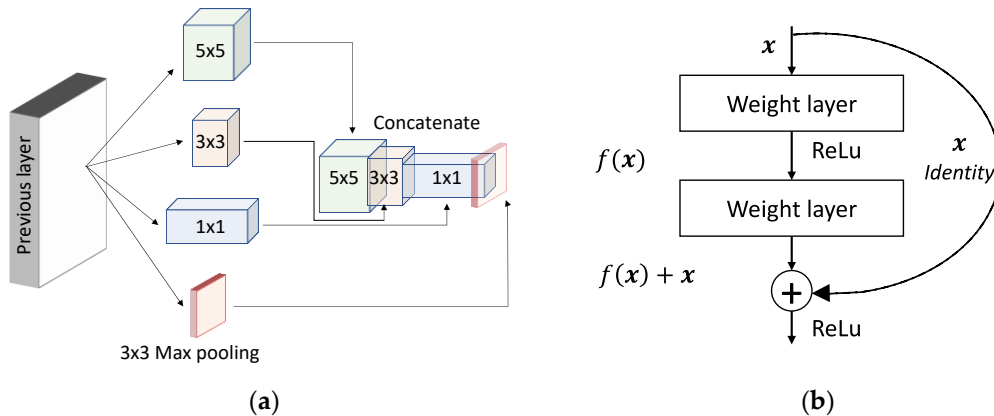 Previous layer
5x5
3x3
1x1
3x3 Max pooling
Concatenate
5x5
3x3
1x1
(a)
x
Weight layer
ReLu
f(x)
x
Identity
Weight layer
f(x) + x
+
ReLu
(b)